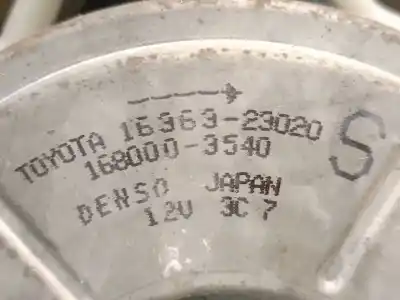 TOYOTA 16363-23020
168000-3540
S
DENSO JAPAN
12V 3C 7